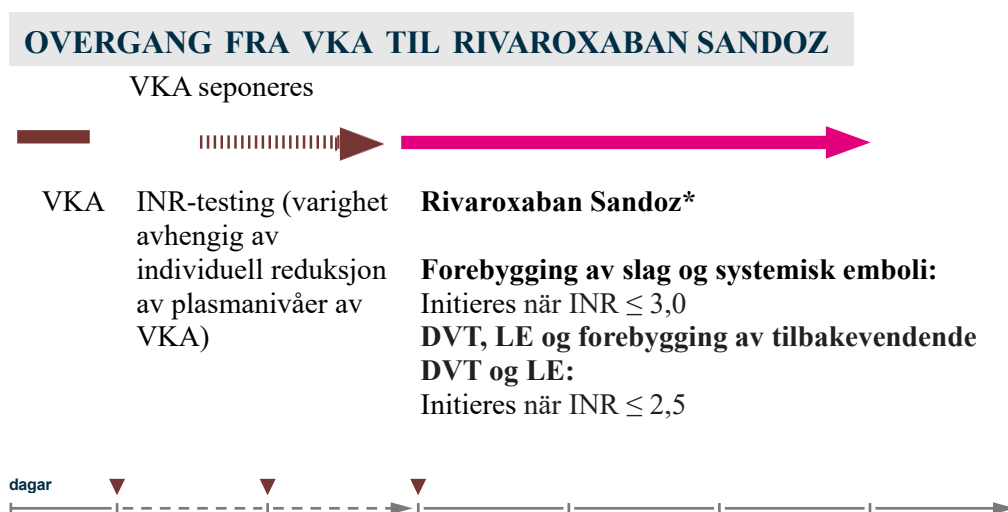 OVERGANG FRA VKA TIL RIVAROXABAN SANDOZ
VKA seponeres
VKA
INR-testing (varighet
avhengig av
individuell reduksjon
av plasmanivåer av
VKA)
Rivaroxaban Sandoz*
Forebygging av slag og systemisk emboli:
Initieres när INR ≤ 3,0
DVT, LE og forebygging av tilbakevendende
DVT og LE:
Initieres när INR ≤ 2,5
dagar